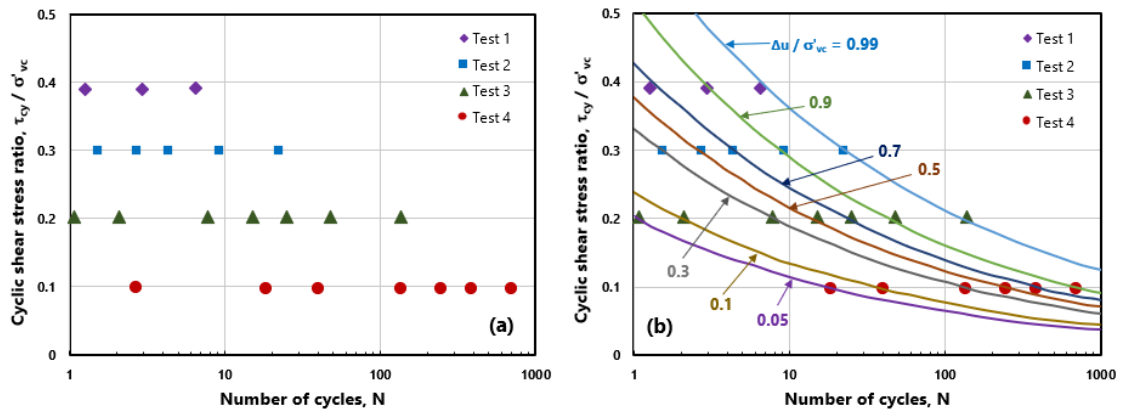 Cyclic shear stress ratio, τcy / σ'vc
0.5
0.4
0.3
0.2
0.1
0
Test 1
Test 2
Test 3
Test 4
(a)
1
10
100
1000
Number of cycles, N
Cyclic shear stress ratio, τcy / σ'vc
0.5
0.4
0.3
0.2
0.1
0
Δu / σ'vc = 0.99
0.9
0.7
0.5
0.3
0.1
0.05
Test 1
Test 2
Test 3
Test 4
(b)
1
10
100
1000
Number of cycles, N